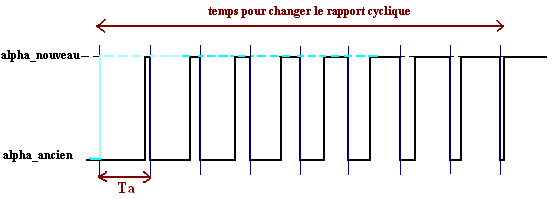 temps pour changer le rapport cyclique
alpha_nouveau
alpha_ancien
Ta